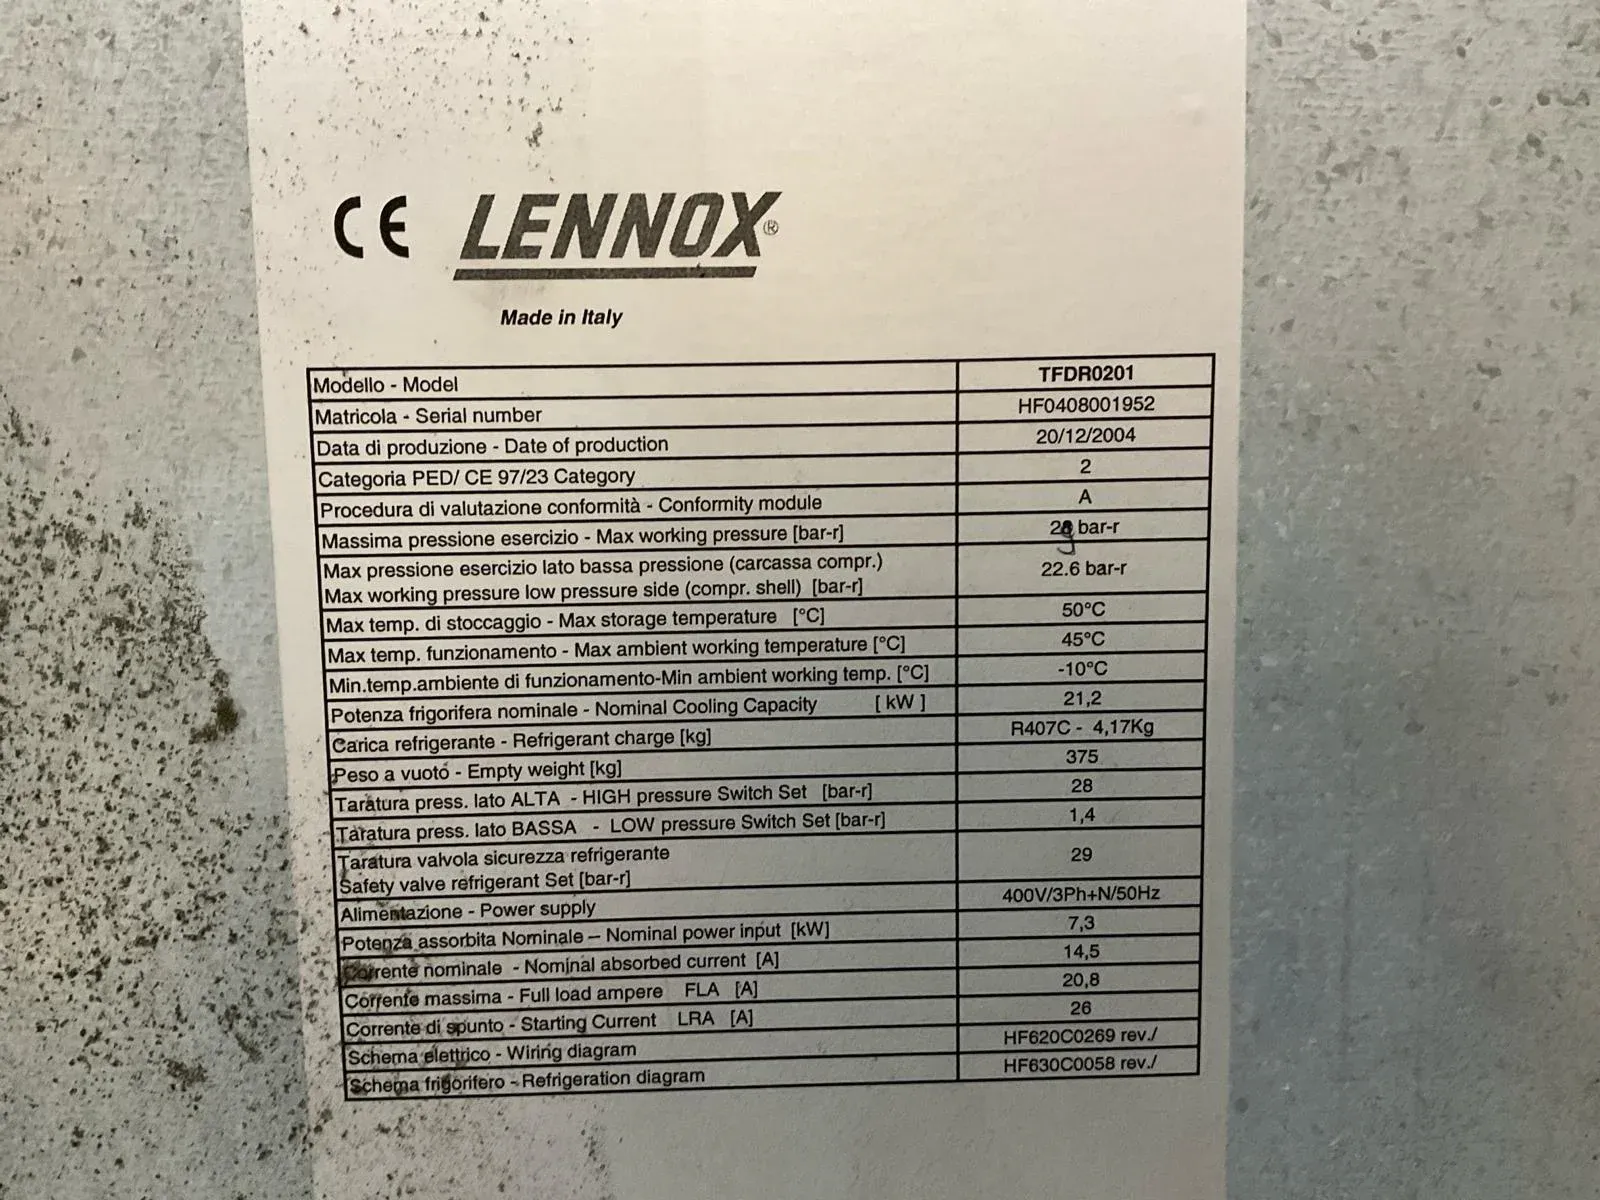 CE LENNOX®
Made in Italy
Modello - Model TFDR0201
Matricola - Serial number HF0408001952
Data di produzione - Date of production 20/12/2004
Categoria PED/ CE 97/23 Category 2
Procedura di valutazione conformità - Conformity module A
Massima pressione esercizio - Max working pressure [bar-r] bar-r
Max pressione esercizio lato bassa pressione (carcassa compr.)
Max working pressure low pressure side (compr. shell) [bar-r] 22.6 bar-r
Max temp. di stoccaggio - Max storage temperature [°C] 50°C
Max temp. funzionamento - Max ambient working temperature [°C] 45°C
Min.temp.ambiente di funzionamento-Min ambient working temp. [°C] -10°C
Potenza frigorifera nominale - Nominal Cooling Capacity [ kW ] 21,2
Carica refrigerante - Refrigerant charge [kg] R407C - 4,17Kg
Peso a vuoto - Empty weight [kg] 375
Taratura press. lato ALTA - HIGH pressure Switch Set [bar-r] 28
Taratura press. lato BASSA - LOW pressure Switch Set [bar-r] 1,4
Taratura valvola sicurezza refrigerante
Safety valve refrigerant Set [bar-r] 29
Alimentazione - Power supply 400V/3Ph+N/50Hz
Potenza assorbita Nominale – Nominal power input [kW] 7,3
Corrente nominale - Nominal absorbed current [A] 14,5
Corrente massima - Full load ampere FLA [A] 20,8
Corrente di spunto - Starting Current LRA [A] 26
Schema elettrico - Wiring diagram HF620C0269 rev./
Schema frigorifero - Refrigeration diagram HF630C0058 rev./